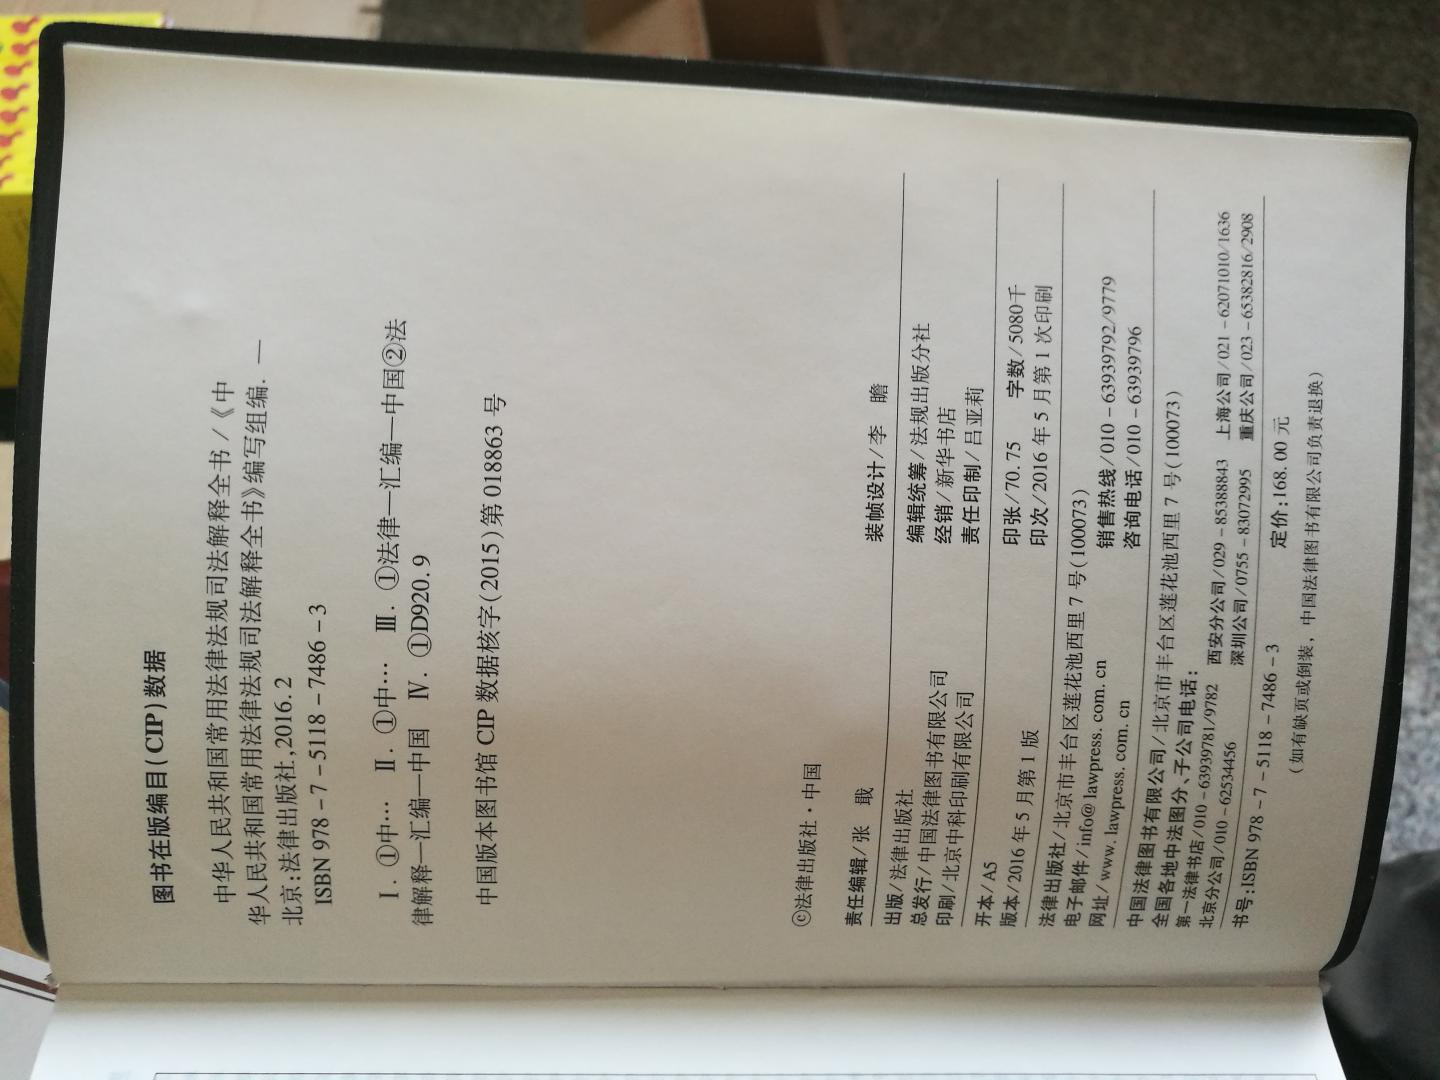 图书在版编目(CIP)数据
中华人民共和国常用法律法规司法解释全书/《中
华人民共和国常用法律法规司法解释全书》编写组编.—
北京:法律出版社,2016.2
ISBN 978-7-5118-7486-3
Ⅰ.①中… Ⅱ.①中… Ⅲ.①法律—汇编—中国②法
律解释—汇编—中国 Ⅳ.①D920.9
中国版本图书馆CIP数据核字(2015)第018863号
©法律出版社·中国
责任编辑/张 戢 装帧设计/李 瞻
出版/法律出版社 编辑统筹/法规出版分社
总发行/中国法律图书有限公司 经销/新华书店
印刷/北京中科印刷有限公司 责任印制/吕亚莉
开本/A5 印张/70.75 字数/5080千
版本/2016年5月第1版 印次/2016年5月第1次印刷
法律出版社/北京市丰台区莲花池西里7号(100073)
电子邮件/info@lawpress.com.cn 销售热线/010-63939792/9779
网址/www.lawpress.com.cn 咨询电话/010-63939796
中国法律图书有限公司/北京市丰台区莲花池西里7号(100073)
全国各地中法图分、子公司电话:
第一法律书店/010-63939781/9782 西安分公司/029-85388843 上海公司/021-62071010/1636
北京分公司/010-62534456 深圳公司/0755-83072995 重庆公司/023-65382816/2908
书号:ISBN 978-7-5118-7486-3 定价:168.00元
(如有缺页或倒装,中国法律图书有限公司负责退换)